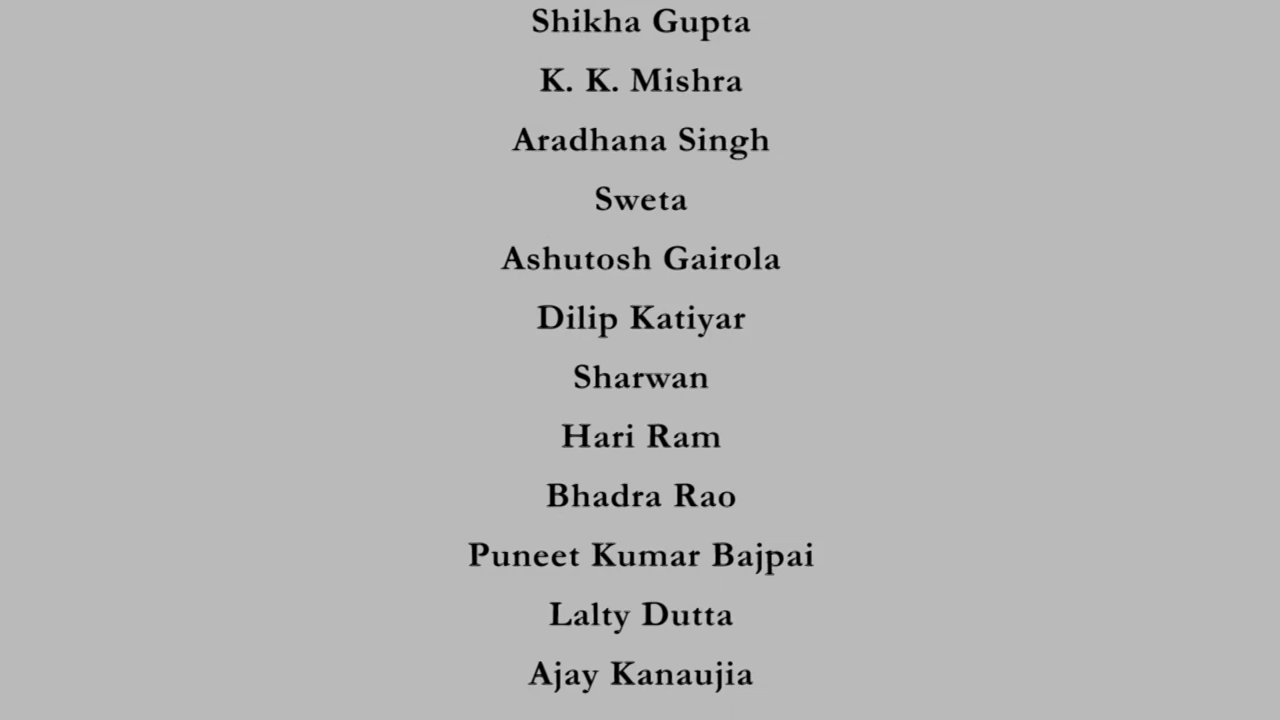 Shikha Gupta
K. K. Mishra
Aradhana Singh
Sweta
Ashutosh Gairola
Dilip Katiyar
Sharwan
Hari Ram
Bhadra Rao
Puneet Kumar Bajpai
Lalty Dutta
Ajay Kanaujia